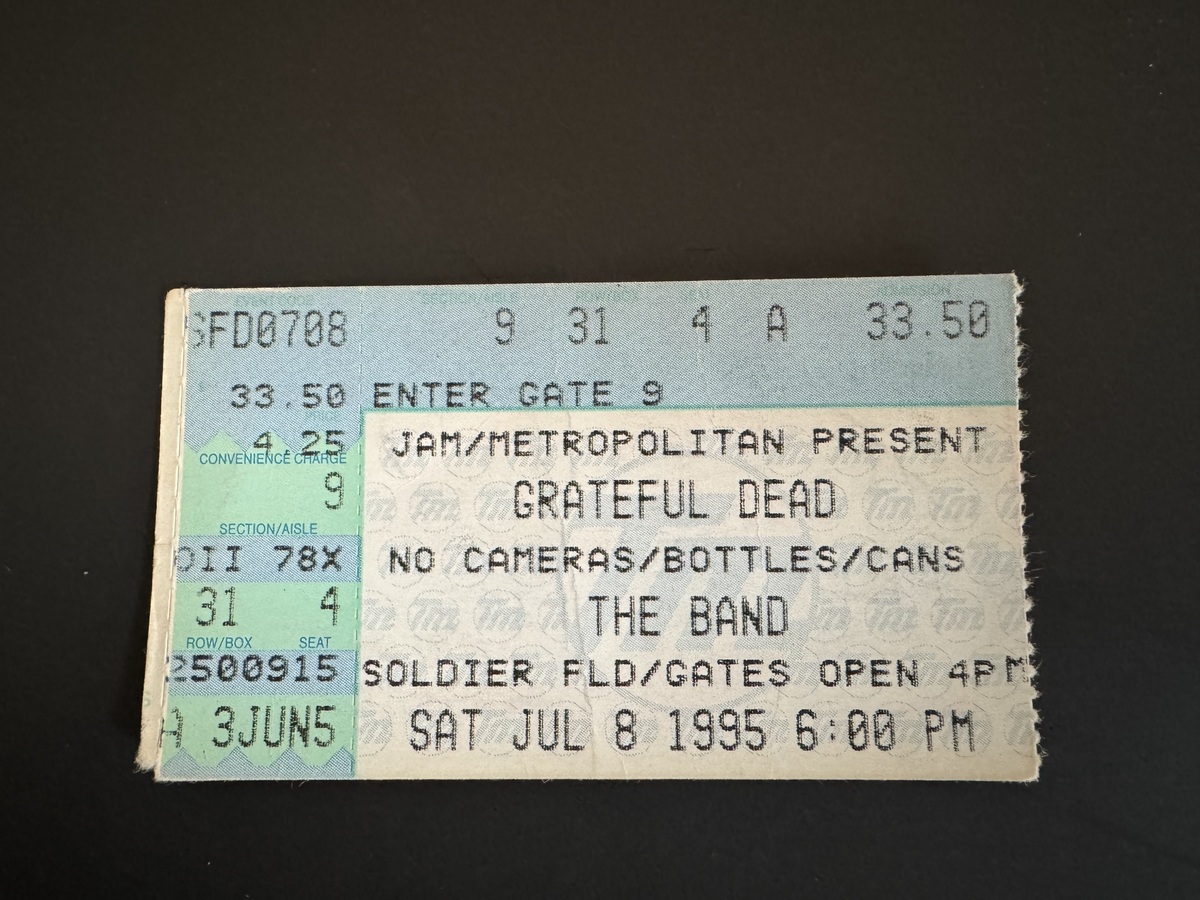 EVENT CODE SECTION/AISLE ROW/BOX SEAT ADMISSION
SFD0708 9 31 4 A 33.50
33.50 ENTER GATE 9
4.25 JAM/METROPOLITAN PRESENT
CONVENIENCE CHARGE
9 GRATEFUL DEAD
SECTION/AISLE
78X NO CAMERAS/BOTTLES/CANS
31 4 THE BAND
ROW/BOX SEAT
2500915 SOLDIER FLD/GATES OPEN 4PM
A 3JUN5 SAT JUL 8 1995 6:00 PM